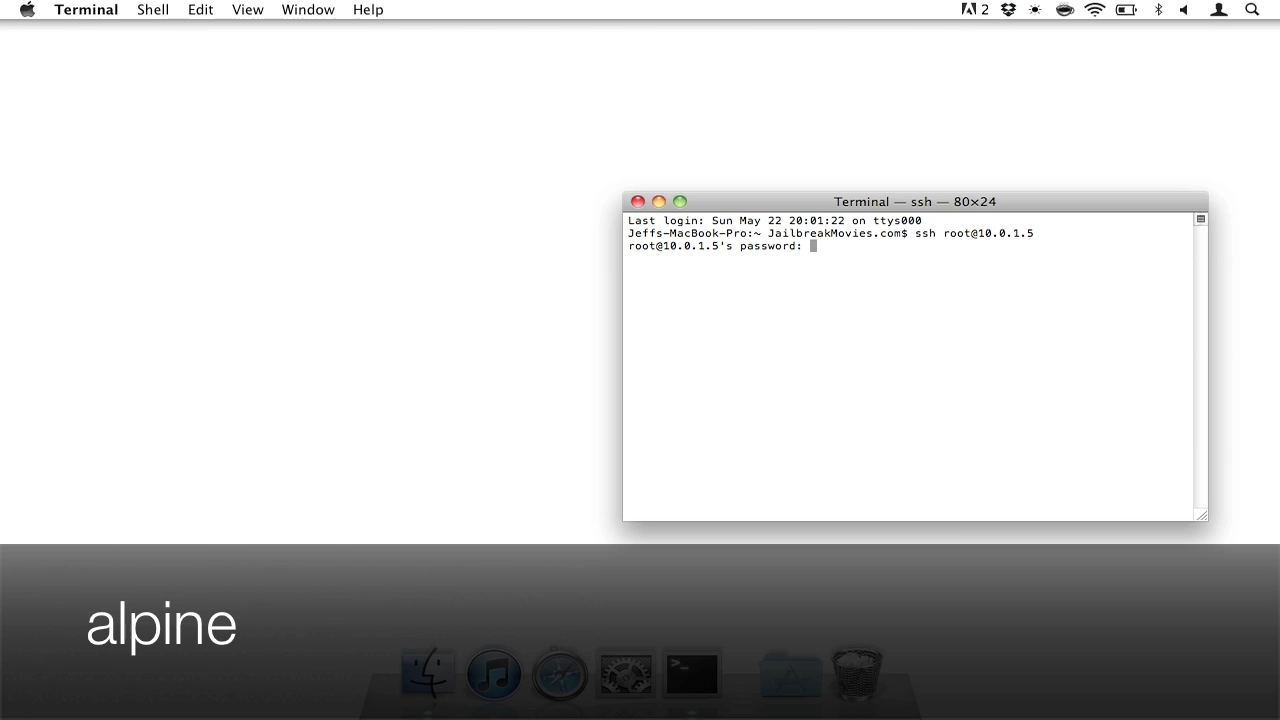 Terminal Shell Edit View Window Help 2
Terminal — ssh — 80×24
Last login: Sun May 22 20:01:22 on ttys000
Jeffs-MacBook-Pro:~ JailbreakMovies.com$ ssh root@10.0.1.5
root@10.0.1.5's password:
alpine
>_